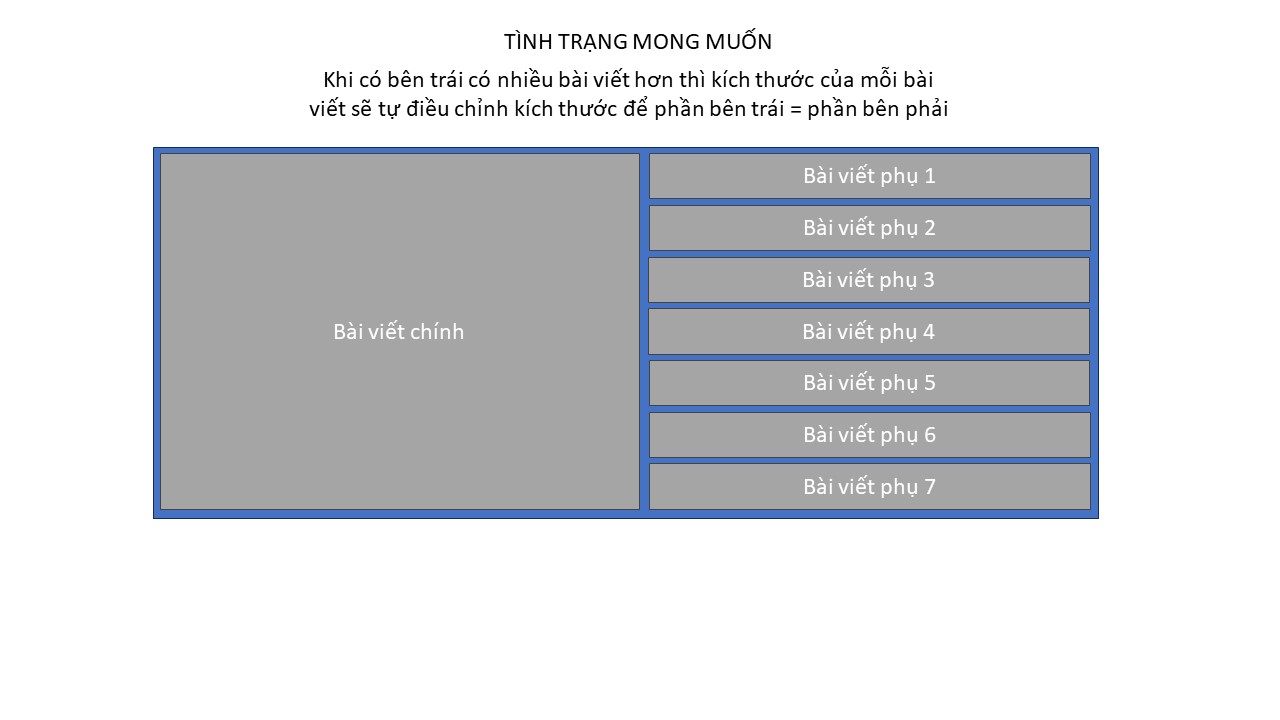 TÌNH TRẠNG MONG MUỐN
Khi có bên trái có nhiều bài viết hơn thì kích thước của mỗi bài
viết sẽ tự điều chỉnh kích thước để phần bên trái = phần bên phải
Bài viết chính
Bài viết phụ 1
Bài viết phụ 2
Bài viết phụ 3
Bài viết phụ 4
Bài viết phụ 5
Bài viết phụ 6
Bài viết phụ 7